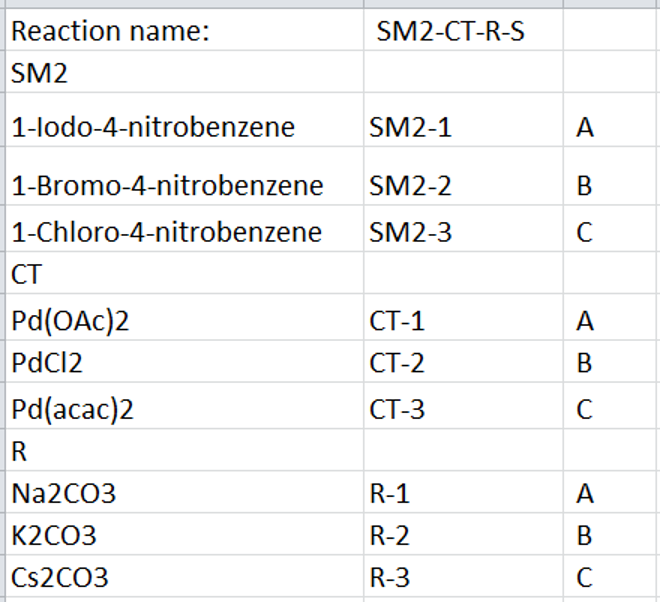 Reaction name: SM2-CT-R-S
SM2
1-Iodo-4-nitrobenzene SM2-1 A
1-Bromo-4-nitrobenzene SM2-2 B
1-Chloro-4-nitrobenzene SM2-3 C
CT
Pd(OAc)2 CT-1 A
PdCl2 CT-2 B
Pd(acac)2 CT-3 C
R
Na2CO3 R-1 A
K2CO3 R-2 B
Cs2CO3 R-3 C